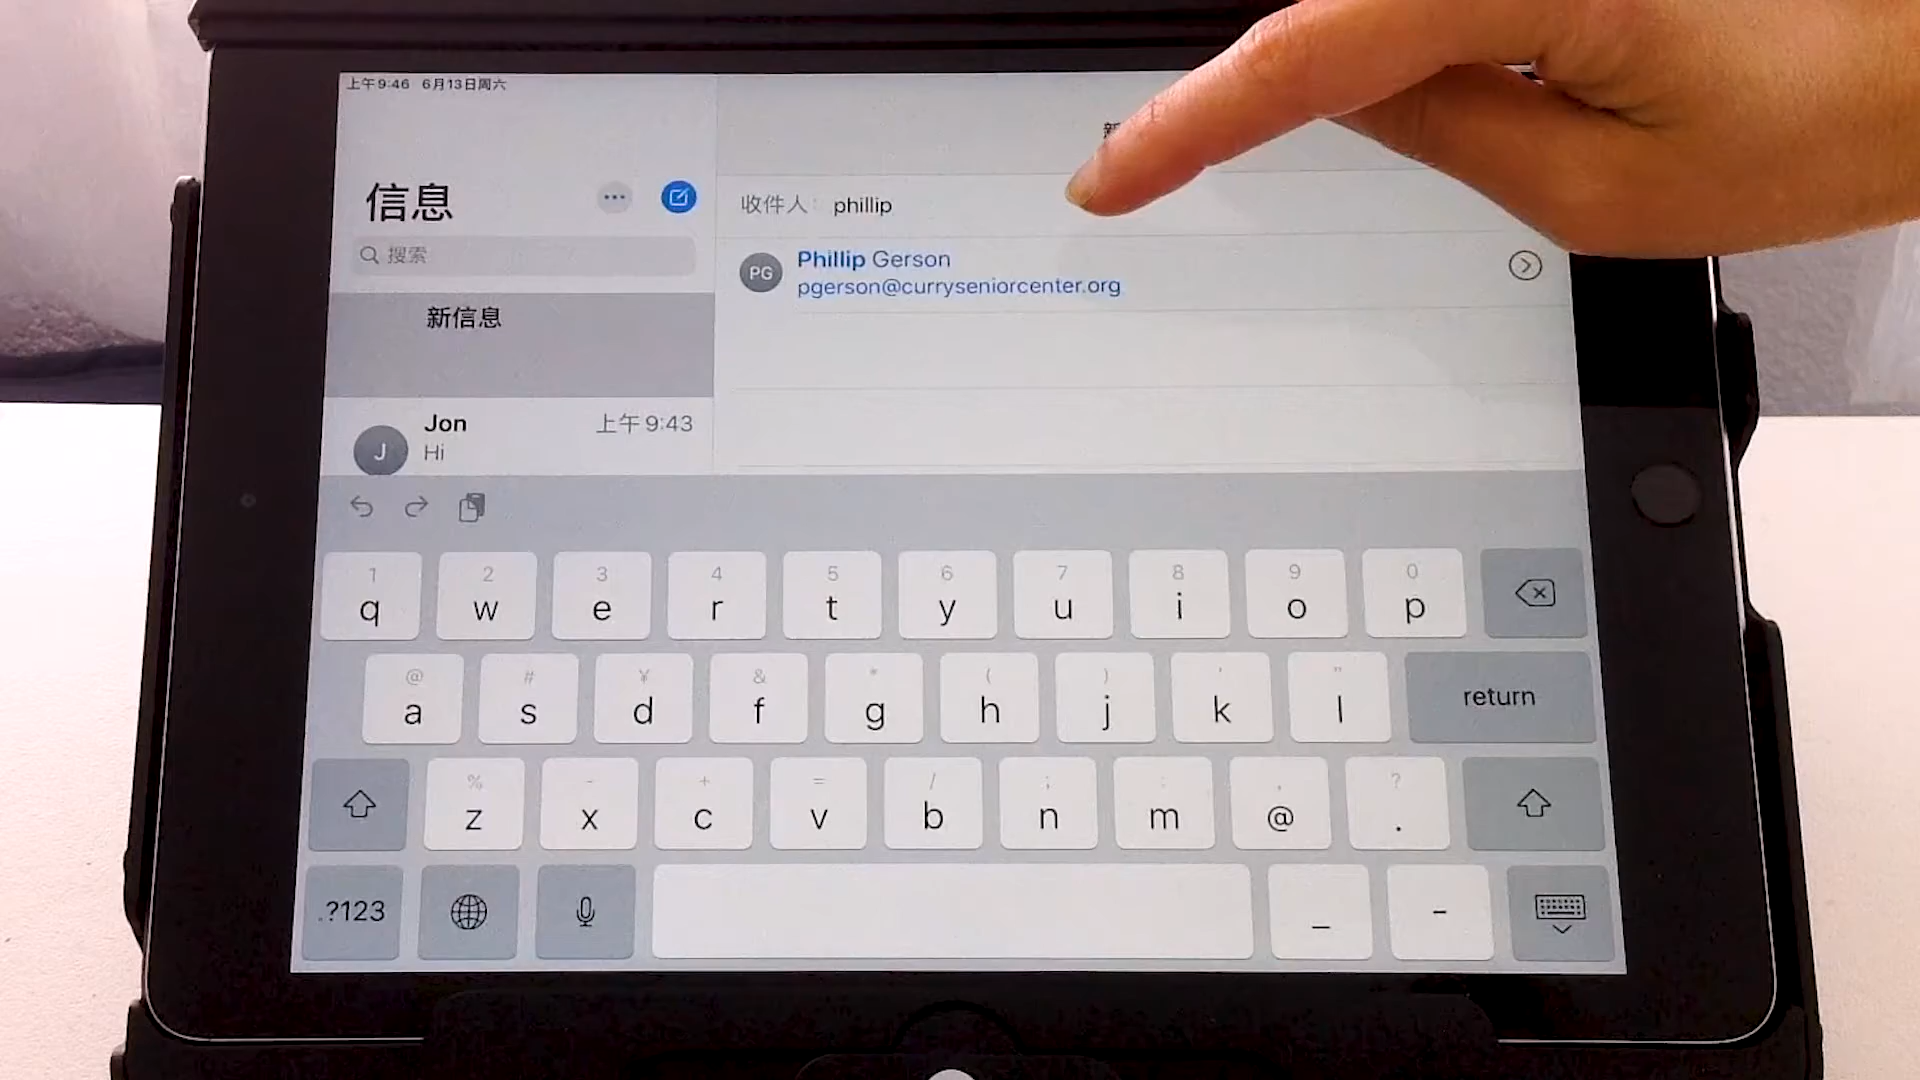 上午9:46 6月13日周六
信息
搜索
新信息
Jon 上午9:43
J
Hi
收件人: phillip
PG
Phillip Gerson
pgerson@curryseniorcenter.org
1 2 3 4 5 6 7 8 9 0
q w e r t y u i o p
@ # ¥ & * ( ) ' "
a s d f g h j k l return
% - + = / ; : , ?
z x c v b n m @ .
.?123 _ -